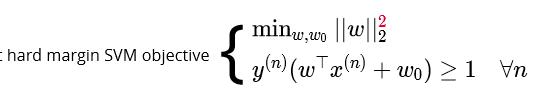 hard margin SVM objective
min_{w,w_0} ||w||_2^2
y^{(n)}(w^⊤x^{(n)} + w_0) ≥ 1 ∀n